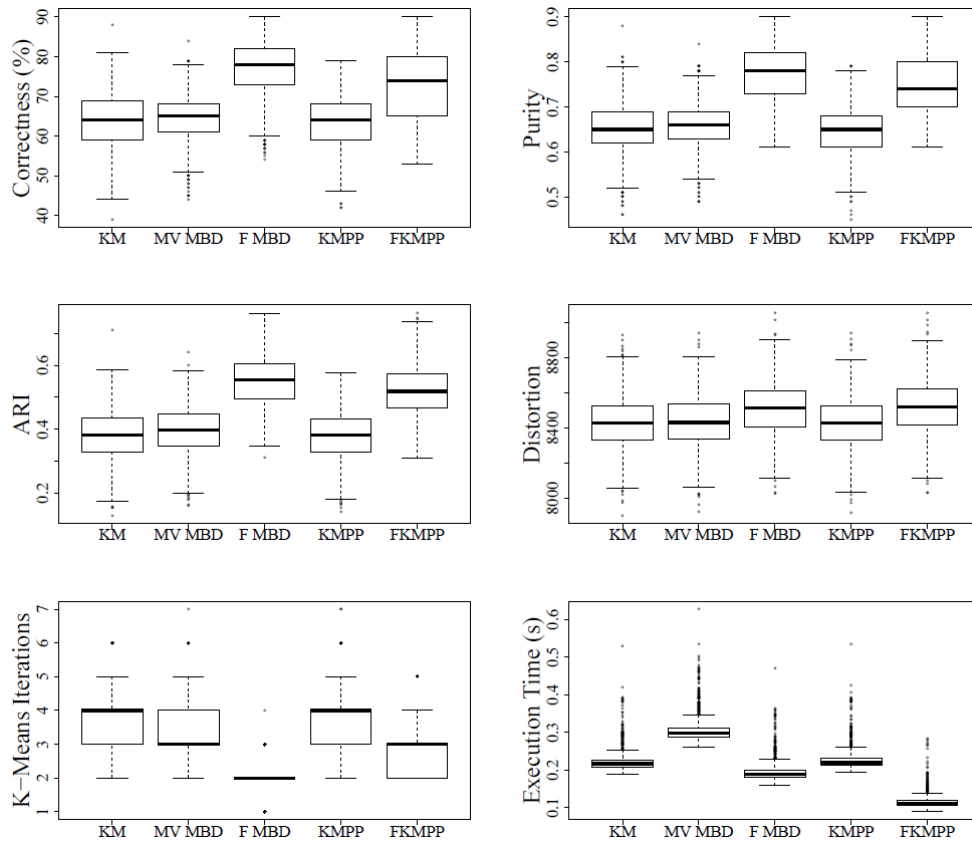 Correctness (%)
90
80
70
60
50
40
KM MV MBD F MBD KMPP FKMPP
Purity
0.9
0.8
0.7
0.6
0.5
KM MV MBD F MBD KMPP FKMPP
ARI
0.6
0.4
0.2
KM MV MBD F MBD KMPP FKMPP
Distortion
8800
8400
8000
KM MV MBD F MBD KMPP FKMPP
K−Means Iterations
7
6
5
4
3
2
1
KM MV MBD F MBD KMPP FKMPP
Execution Time (s)
0.6
0.5
0.4
0.3
0.2
0.1
KM MV MBD F MBD KMPP FKMPP